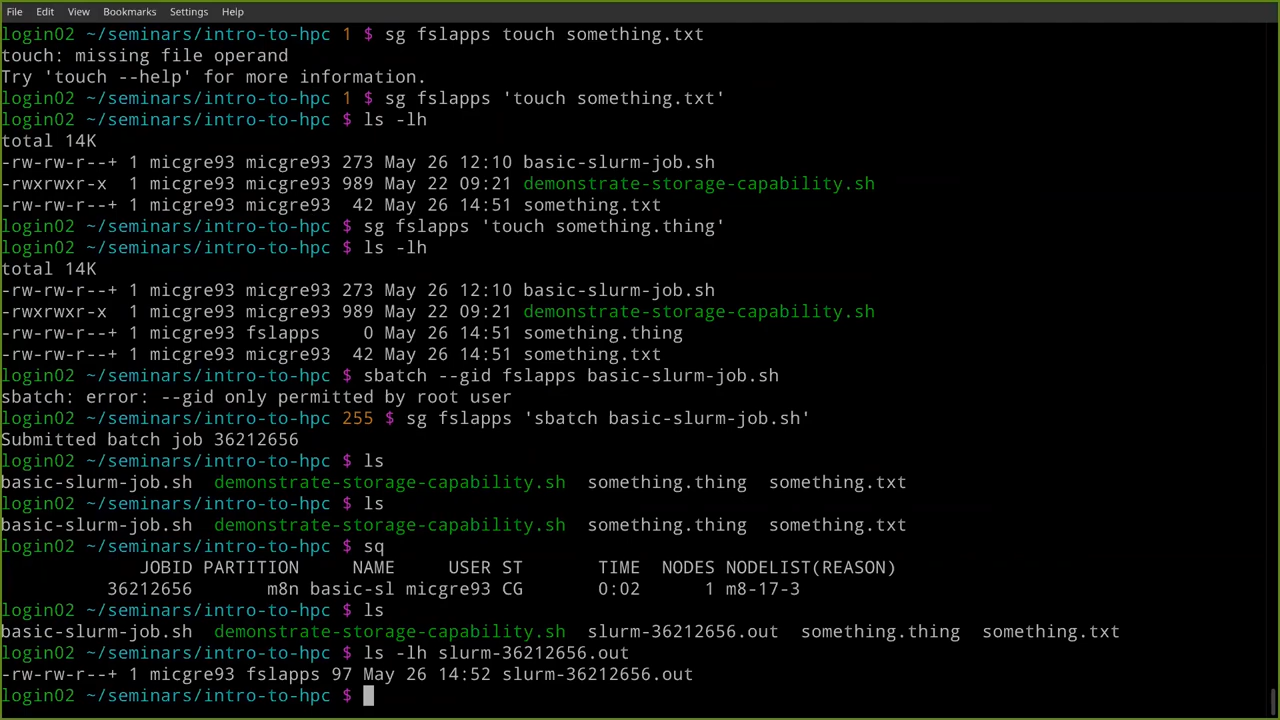 File Edit View Bookmarks Settings Help
login02 ~/seminars/intro-to-hpc 1 $ sg fslapps touch something.txt
touch: missing file operand
Try 'touch --help' for more information.
login02 ~/seminars/intro-to-hpc 1 $ sg fslapps 'touch something.txt'
login02 ~/seminars/intro-to-hpc $ ls -lh
total 14K
-rw-rw-r--+ 1 micgre93 micgre93 273 May 26 12:10 basic-slurm-job.sh
-rwxrwxr-x  1 micgre93 micgre93 989 May 22 09:21 demonstrate-storage-capability.sh
-rw-rw-r--+ 1 micgre93 micgre93  42 May 26 14:51 something.txt
login02 ~/seminars/intro-to-hpc $ sg fslapps 'touch something.thing'
login02 ~/seminars/intro-to-hpc $ ls -lh
total 14K
-rw-rw-r--+ 1 micgre93 micgre93 273 May 26 12:10 basic-slurm-job.sh
-rwxrwxr-x  1 micgre93 micgre93 989 May 22 09:21 demonstrate-storage-capability.sh
-rw-rw-r--+ 1 micgre93 fslapps    0 May 26 14:51 something.thing
-rw-rw-r--+ 1 micgre93 micgre93  42 May 26 14:51 something.txt
login02 ~/seminars/intro-to-hpc $ sbatch --gid fslapps basic-slurm-job.sh
sbatch: error: --gid only permitted by root user
login02 ~/seminars/intro-to-hpc 255 $ sg fslapps 'sbatch basic-slurm-job.sh'
Submitted batch job 36212656
login02 ~/seminars/intro-to-hpc $ ls
basic-slurm-job.sh  demonstrate-storage-capability.sh  something.thing  something.txt
login02 ~/seminars/intro-to-hpc $ ls
basic-slurm-job.sh  demonstrate-storage-capability.sh  something.thing  something.txt
login02 ~/seminars/intro-to-hpc $ sq
             JOBID PARTITION     NAME     USER ST       TIME  NODES NODELIST(REASON)
          36212656       m8n basic-sl micgre93 CG       0:02      1 m8-17-3
login02 ~/seminars/intro-to-hpc $ ls
basic-slurm-job.sh  demonstrate-storage-capability.sh  slurm-36212656.out  something.thing  something.txt
login02 ~/seminars/intro-to-hpc $ ls -lh slurm-36212656.out
-rw-rw-r--+ 1 micgre93 fslapps 97 May 26 14:52 slurm-36212656.out
login02 ~/seminars/intro-to-hpc $